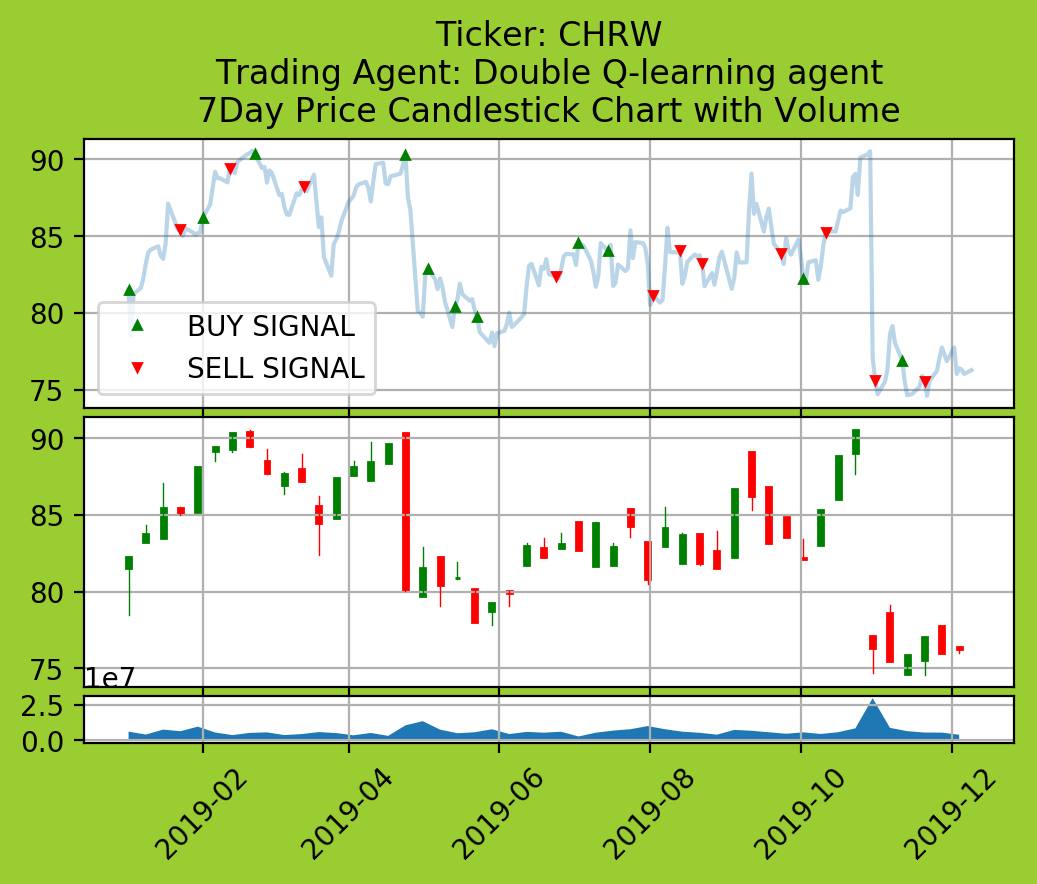 Ticker: CHRW
Trading Agent: Double Q-learning agent
7Day Price Candlestick Chart with Volume
90
85
80
75
BUY SIGNAL
SELL SIGNAL
90
85
80
75
1e7
2.5
0.0
2019-02
2019-04
2019-06
2019-08
2019-10
2019-12